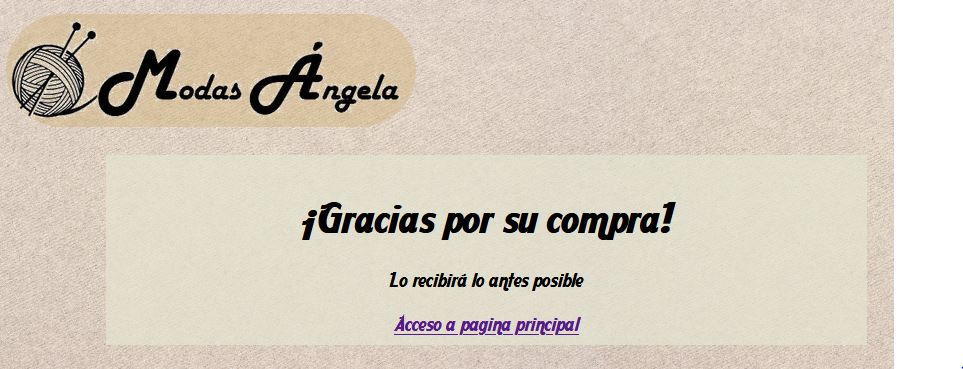 Modas Ángela
¡Gracias por su compra!
Lo recibirá lo antes posible
Acceso a pagina principal